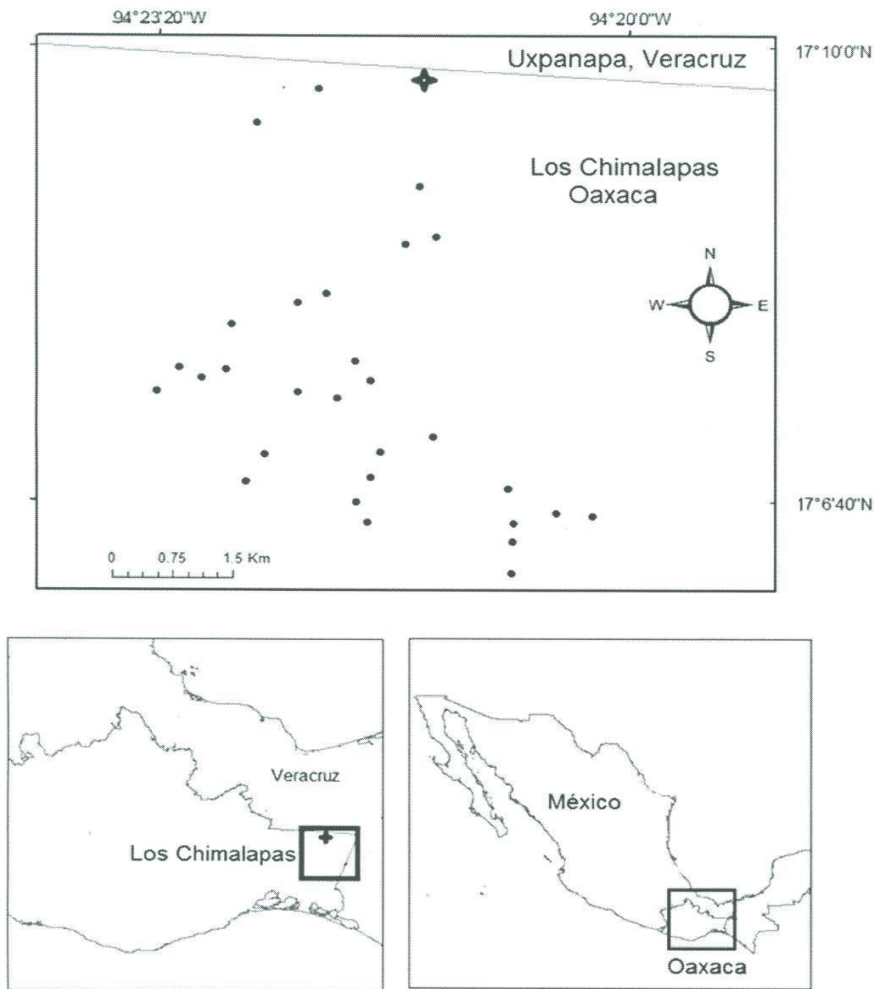 94°23'20"W
94°20'0"W
Uxpanapa, Veracruz
17°10'0"N
Los Chimalapas
Oaxaca
N
W
E
S
17°6'40"N
0 0.75 1.5 Km
Veracruz
Los Chimalapas
México
Oaxaca